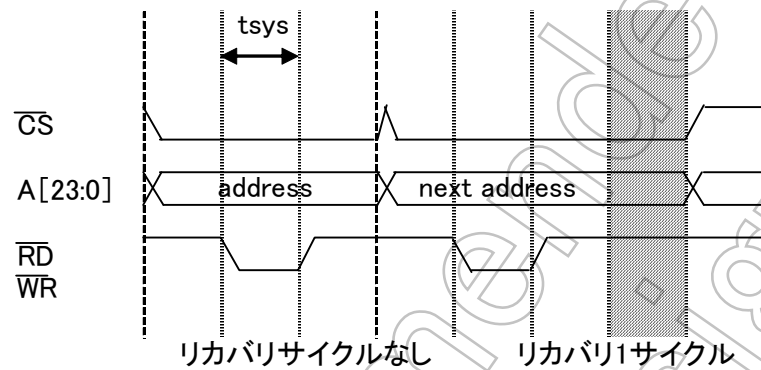 tsys
CS
A[23:0]
address
next address
RD
WR
リカバリサイクルなし
リカバリ1サイクル